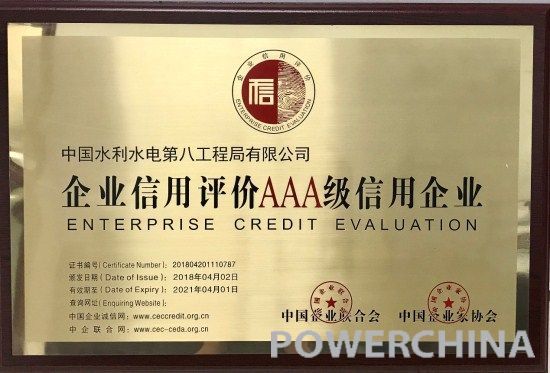 企业信用评价
信
ENTERPRISE CREDIT EVALUATION
中国水利水电第八工程局有限公司
企业信用评价AAA级信用企业
ENTERPRISE CREDIT EVALUATION
证书编号(Certificate Number)：201804201110787
颁发日期(Date of Issue)：2018年04月02日
有效期至(Date of Expiry)：2021年04月01日
查询网址(Enquiring Website)：
中国企业诚信网：www.ceccredit.org.cn
中企联合网：www.cec-ceda.org.cn
中国企业联合会
中国企业家协会
POWERCHINA